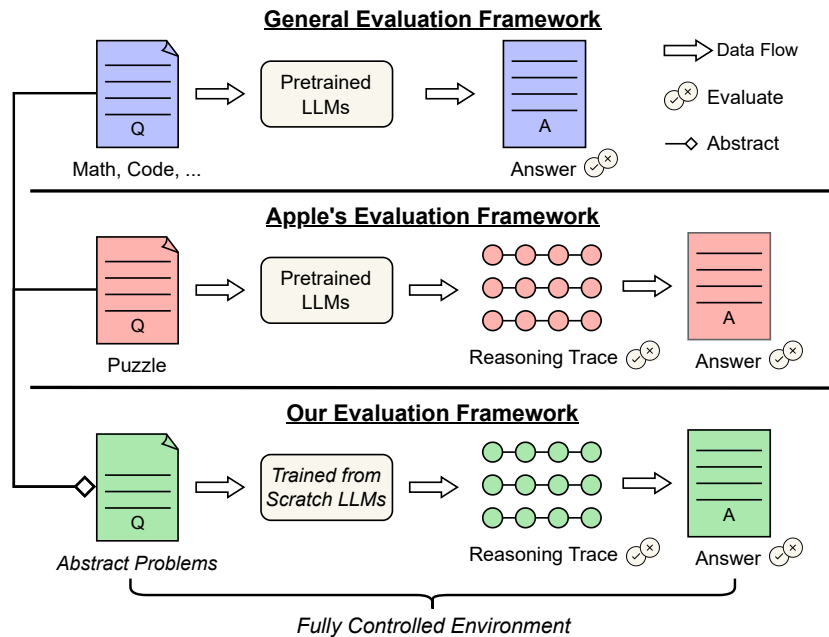 General Evaluation Framework
Q
Math, Code, ...
Pretrained
LLMs
A
Answer
Data Flow
Evaluate
Abstract
Apple's Evaluation Framework
Q
Puzzle
Pretrained
LLMs
Reasoning Trace
A
Answer
Our Evaluation Framework
Q
Abstract Problems
Trained from
Scratch LLMs
Reasoning Trace
A
Answer
Fully Controlled Environment